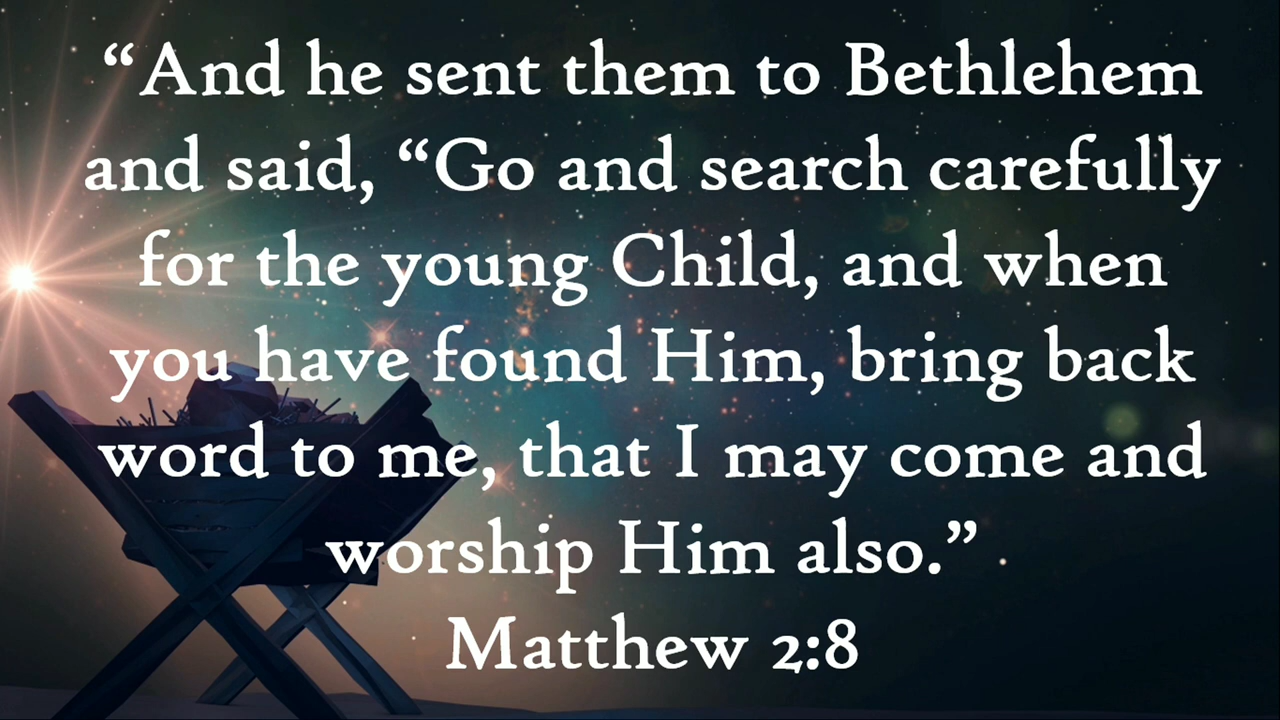 “And he sent them to Bethlehem
and said, “Go and search carefully
for the young Child, and when
you have found Him, bring back
word to me, that I may come and
worship Him also.”
Matthew 2:8